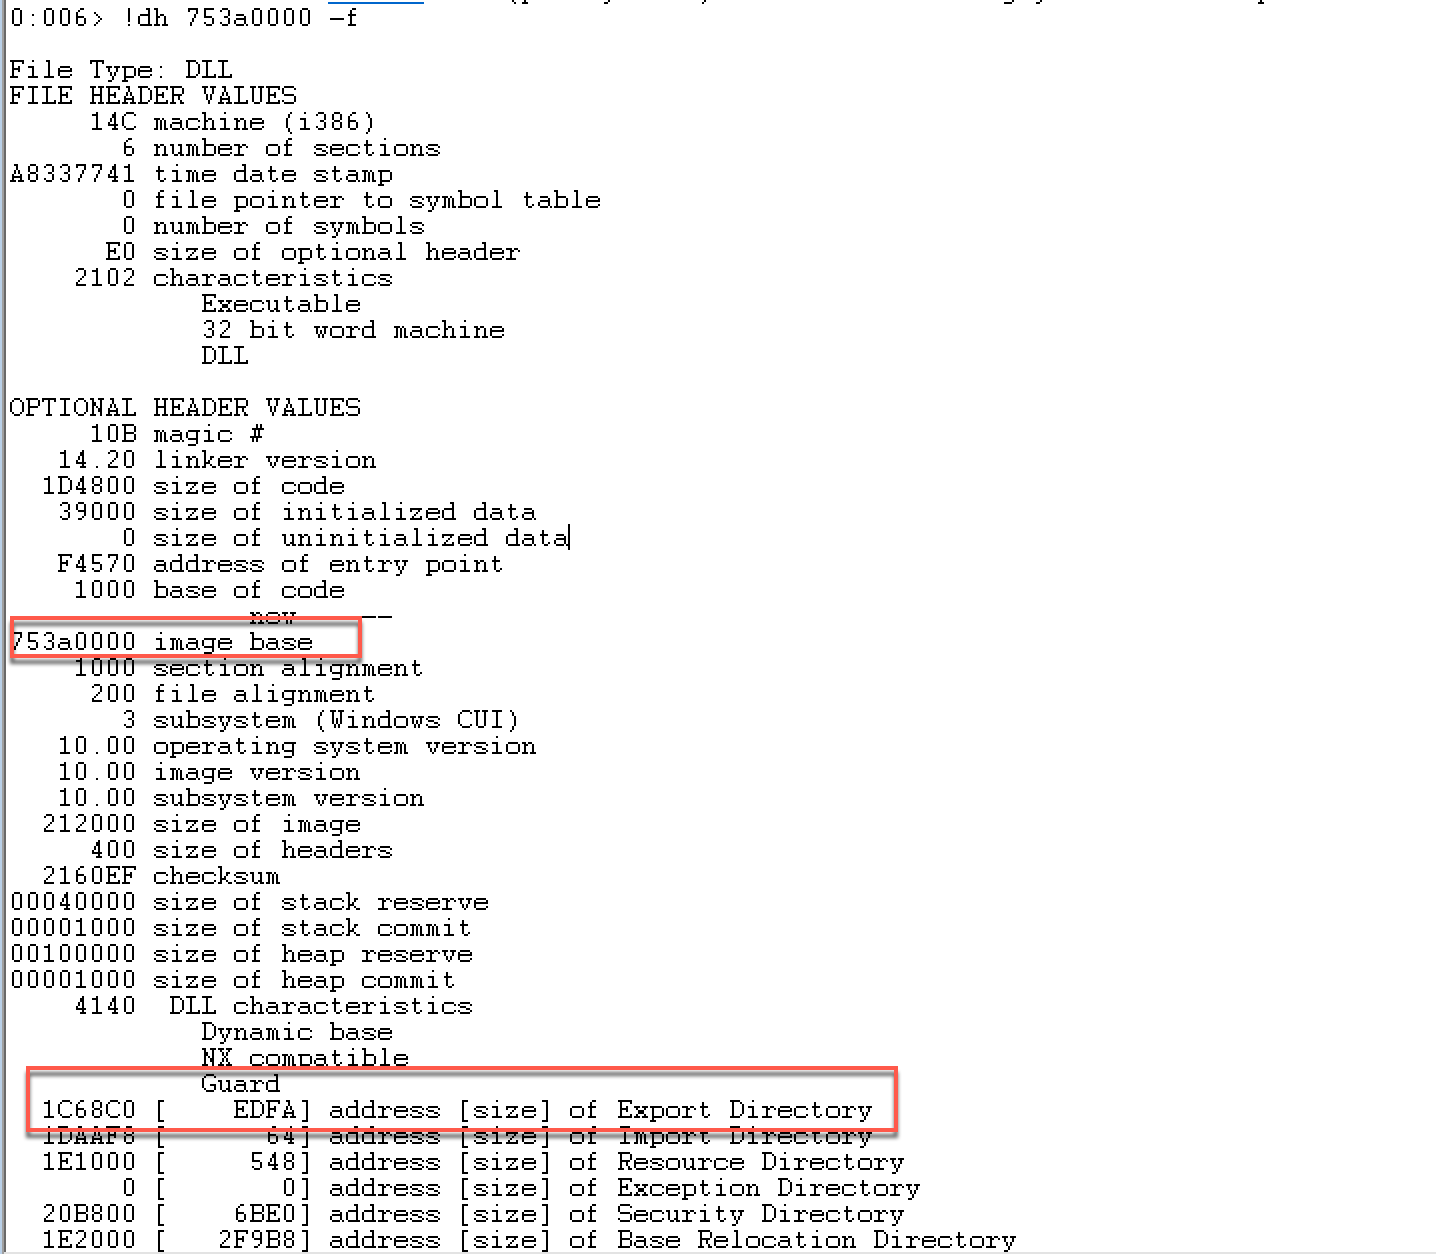 0:006> !dh 753a0000 -f
File Type: DLL
FILE HEADER VALUES
14C machine (i386)
6 number of sections
A8337741 time date stamp
0 file pointer to symbol table
0 number of symbols
E0 size of optional header
2102 characteristics
Executable
32 bit word machine
DLL
OPTIONAL HEADER VALUES
10B magic #
14.20 linker version
1D4800 size of code
39000 size of initialized data
0 size of uninitialized data
F4570 address of entry point
1000 base of code
new --
753a0000 image base
1000 section alignment
200 file alignment
3 subsystem (Windows CUI)
10.00 operating system version
10.00 image version
10.00 subsystem version
212000 size of image
400 size of headers
2160EF checksum
00040000 size of stack reserve
00001000 size of stack commit
00100000 size of heap reserve
00001000 size of heap commit
4140 DLL characteristics
Dynamic base
NX compatible
Guard
1C68C0 [ EDFA] address [size] of Export Directory
1DAAF8 [ 64] address [size] of Import Directory
1E1000 [ 548] address [size] of Resource Directory
0 [ 0] address [size] of Exception Directory
20B800 [ 6BE0] address [size] of Security Directory
1E2000 [ 2F9B8] address [size] of Base Relocation Directory